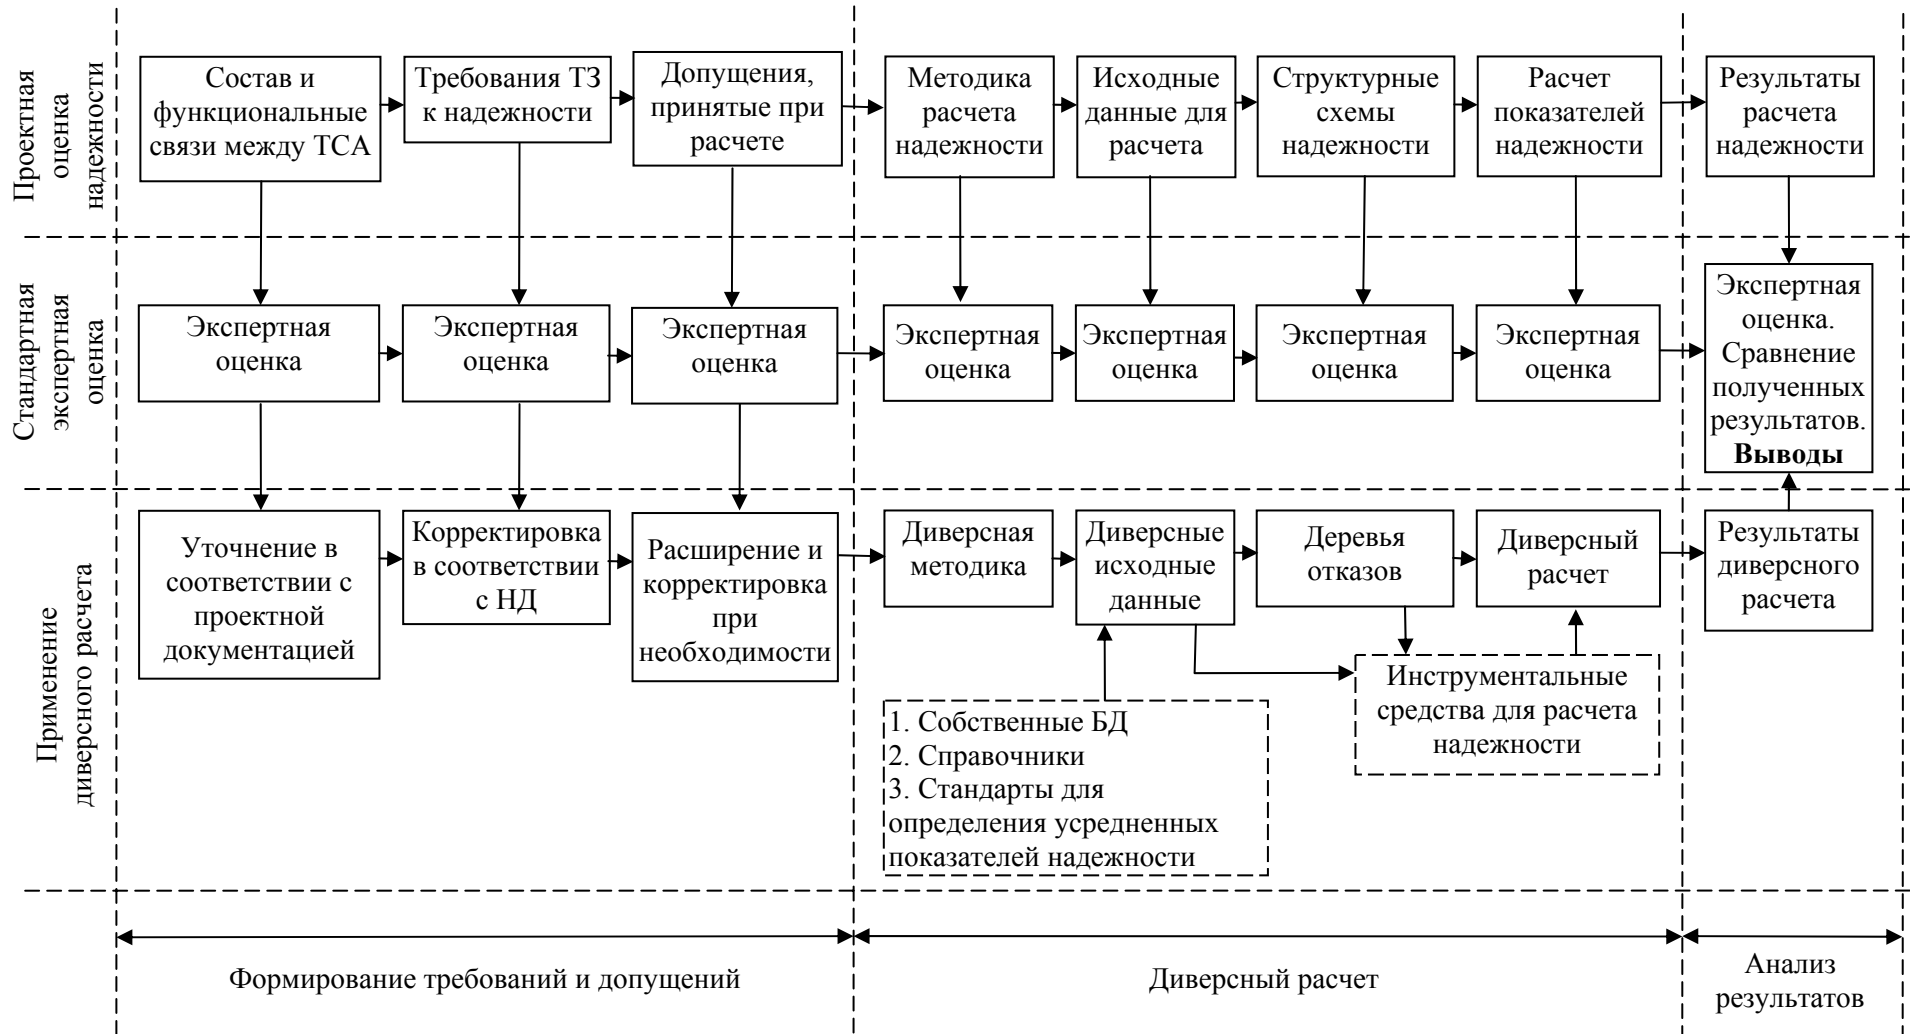 Проектная
оценка
надежности
Состав и
функциональные
связи между ТСА
Требования ТЗ
к надежности
Допущения,
принятые при
расчете
Методика
расчета
надежности
Исходные
данные для
расчета
Структурные
схемы
надежности
Расчет
показателей
надежности
Результаты
расчета
надежности
Стандартная
экспертная
оценка
Экспертная
оценка
Экспертная
оценка
Экспертная
оценка
Экспертная
оценка
Экспертная
оценка
Экспертная
оценка
Экспертная
оценка
Экспертная
оценка.
Сравнение
полученных
результатов.
Выводы
Применение
диверсного расчета
Уточнение в
соответствии с
проектной
документацией
Корректировка
в соответствии
с НД
Расширение и
корректировка
при
необходимости
Диверсная
методика
Диверсные
исходные
данные
Деревья
отказов
Диверсный
расчет
Результаты
диверсного
расчета
1. Собственные БД
2. Справочники
3. Стандарты для
определения усредненных
показателей надежности
Инструментальные
средства для расчета
надежности
Формирование требований и допущений
Диверсный расчет
Анализ
результатов